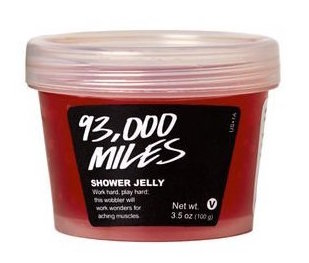 93,000
MILES
SHOWER JELLY
Work hard, play hard;
this wobbler will
work wonders for
aching muscles.
Net wt. V
3.5 oz (100 g)